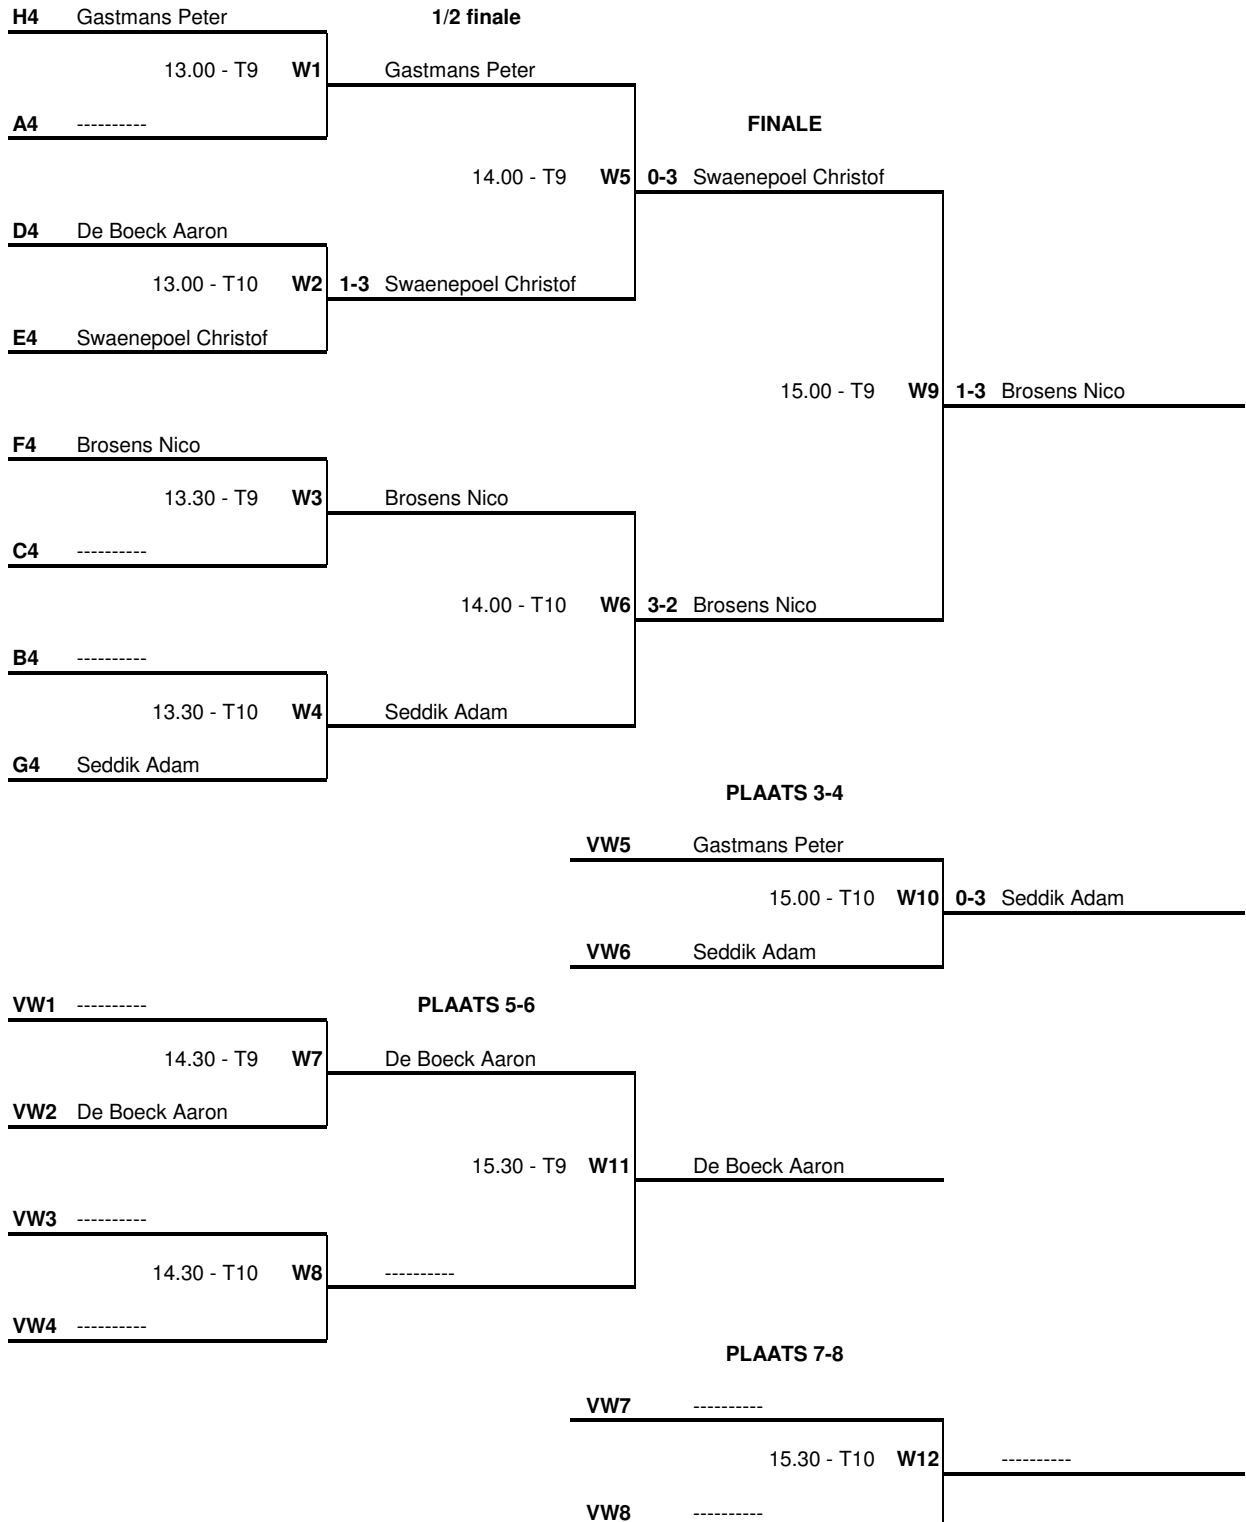 H4 Gastmans Peter 1/2 finale
13.00 - T9 W1 Gastmans Peter
A4 ---------- FINALE
14.00 - T9 W5 0-3 Swaenepoel Christof
D4 De Boeck Aaron
13.00 - T10 W2 1-3 Swaenepoel Christof
E4 Swaenepoel Christof
15.00 - T9 W9 1-3 Brosens Nico
F4 Brosens Nico
13.30 - T9 W3 Brosens Nico
C4 ----------
14.00 - T10 W6 3-2 Brosens Nico
B4 ----------
13.30 - T10 W4 Seddik Adam
G4 Seddik Adam
PLAATS 3-4
VW5 Gastmans Peter
15.00 - T10 W10 0-3 Seddik Adam
VW6 Seddik Adam
VW1 ---------- PLAATS 5-6
14.30 - T9 W7 De Boeck Aaron
VW2 De Boeck Aaron
15.30 - T9 W11 De Boeck Aaron
VW3 ----------
14.30 - T10 W8 ----------
VW4 ----------
PLAATS 7-8
VW7 ----------
15.30 - T10 W12 ----------
VW8 ----------